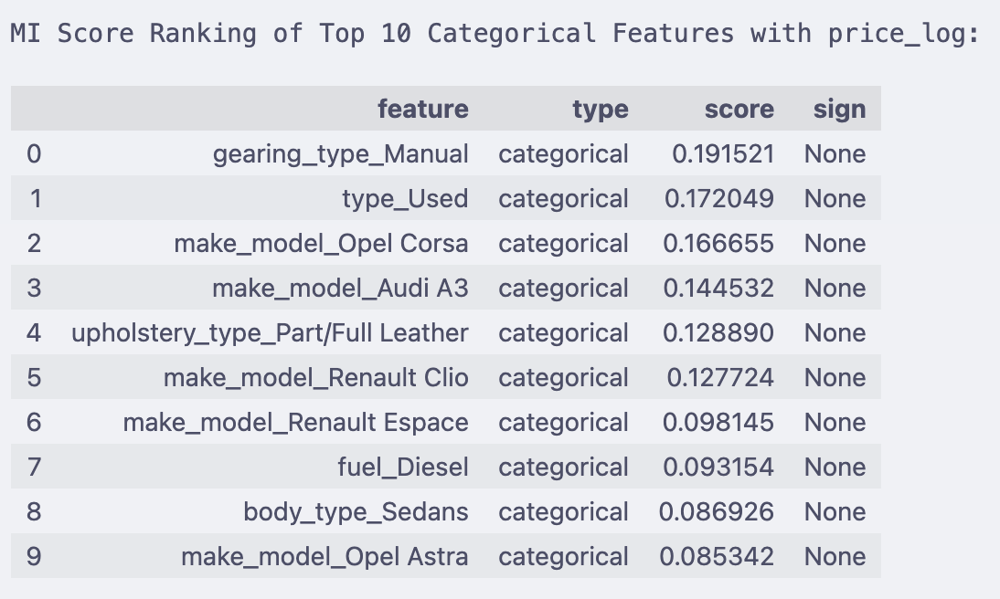 MI Score Ranking of Top 10 Categorical Features with price_log:
feature type score sign
0 gearing_type_Manual categorical 0.191521 None
1 type_Used categorical 0.172049 None
2 make_model_Opel Corsa categorical 0.166655 None
3 make_model_Audi A3 categorical 0.144532 None
4 upholstery_type_Part/Full Leather categorical 0.128890 None
5 make_model_Renault Clio categorical 0.127724 None
6 make_model_Renault Espace categorical 0.098145 None
7 fuel_Diesel categorical 0.093154 None
8 body_type_Sedans categorical 0.086926 None
9 make_model_Opel Astra categorical 0.085342 None